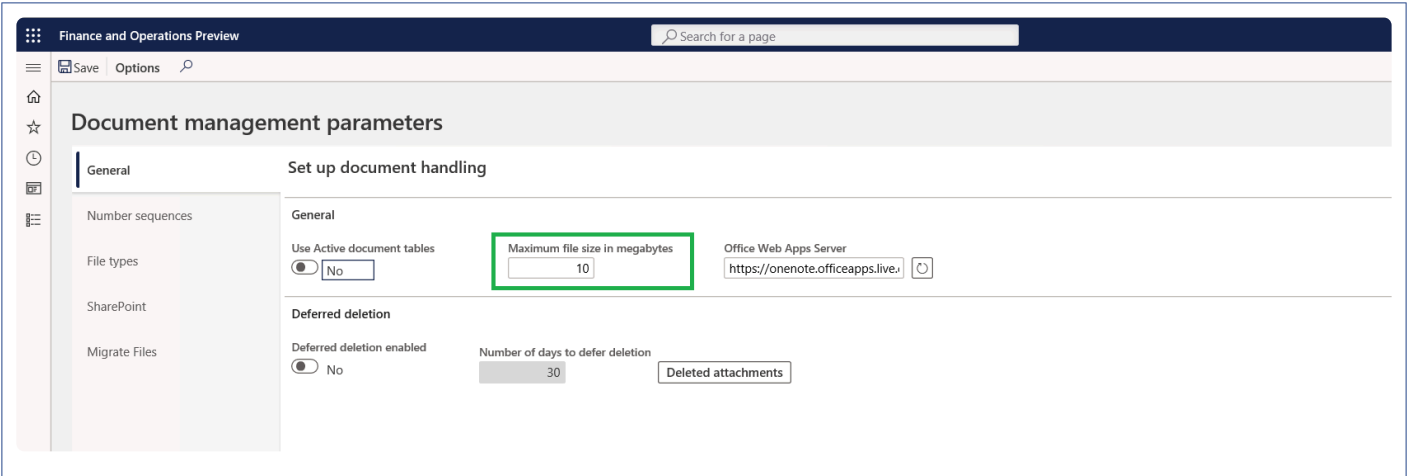 Finance and Operations Preview
Search for a page
Save Options
Document management parameters
General
Number sequences
File types
SharePoint
Migrate Files
Set up document handling
General
Use Active document tables
No
Maximum file size in megabytes
10
Office Web Apps Server
https://onenote.officeapps.live.
Deferred deletion
Deferred deletion enabled
No
Number of days to defer deletion
30
Deleted attachments